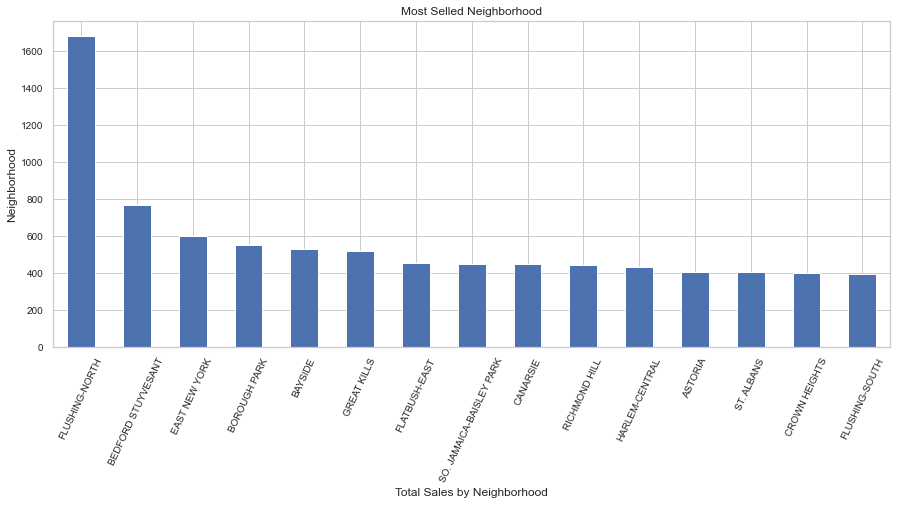 Most Selled Neighborhood
Neighborhood
1600
1400
1200
1000
800
600
400
200
0
FLUSHING-NORTH
BEDFORD STUYVESANT
EAST NEW YORK
BOROUGH PARK
BAYSIDE
GREAT KILLS
FLATBUSH-EAST
SO. JAMAICA-BAISLEY PARK
CANARSIE
RICHMOND HILL
HARLEM-CENTRAL
ASTORIA
ST. ALBANS
CROWN HEIGHTS
FLUSHING-SOUTH
Total Sales by Neighborhood